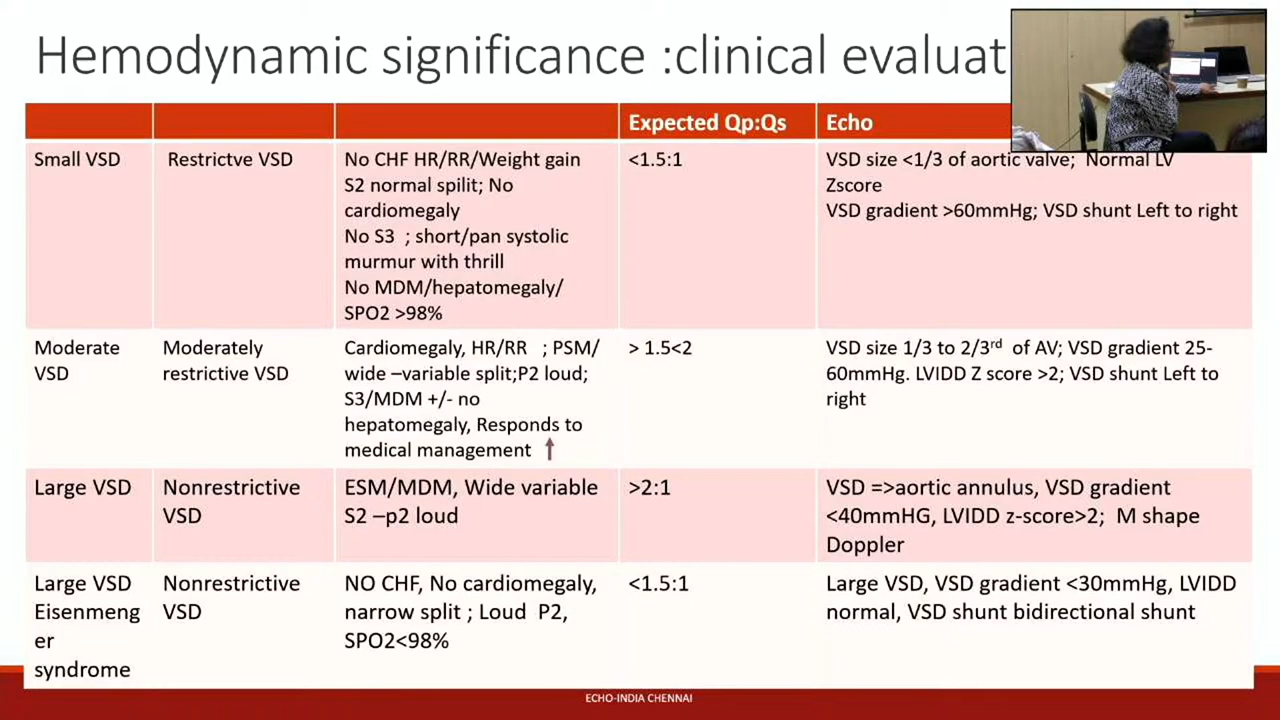 Hemodynamic significance :clinical evaluat
Expected Qp:Qs
Echo
Small VSD
Restrictve VSD
No CHF HR/RR/Weight gain
S2 normal spilit; No
cardiomegaly
No S3 ; short/pan systolic
murmur with thrill
No MDM/hepatomegaly/
SPO2 >98%
<1.5:1
VSD size <1/3 of aortic valve; Normal LV
Zscore
VSD gradient >60mmHg; VSD shunt Left to right
Moderate
VSD
Moderately
restrictive VSD
Cardiomegaly, HR/RR ; PSM/
wide –variable split;P2 loud;
S3/MDM +/- no
hepatomegaly, Responds to
medical management ↑
> 1.5<2
VSD size 1/3 to 2/3rd of AV; VSD gradient 25-
60mmHg. LVIDD Z score >2; VSD shunt Left to
right
Large VSD
Nonrestrictive
VSD
ESM/MDM, Wide variable
S2 –p2 loud
>2:1
VSD =>aortic annulus, VSD gradient
<40mmHG, LVIDD z-score>2; M shape
Doppler
Large VSD
Eisenmeng
er
syndrome
Nonrestrictive
VSD
NO CHF, No cardiomegaly,
narrow split ; Loud P2,
SPO2<98%
<1.5:1
Large VSD, VSD gradient <30mmHg, LVIDD
normal, VSD shunt bidirectional shunt
ECHO-INDIA CHENNAI